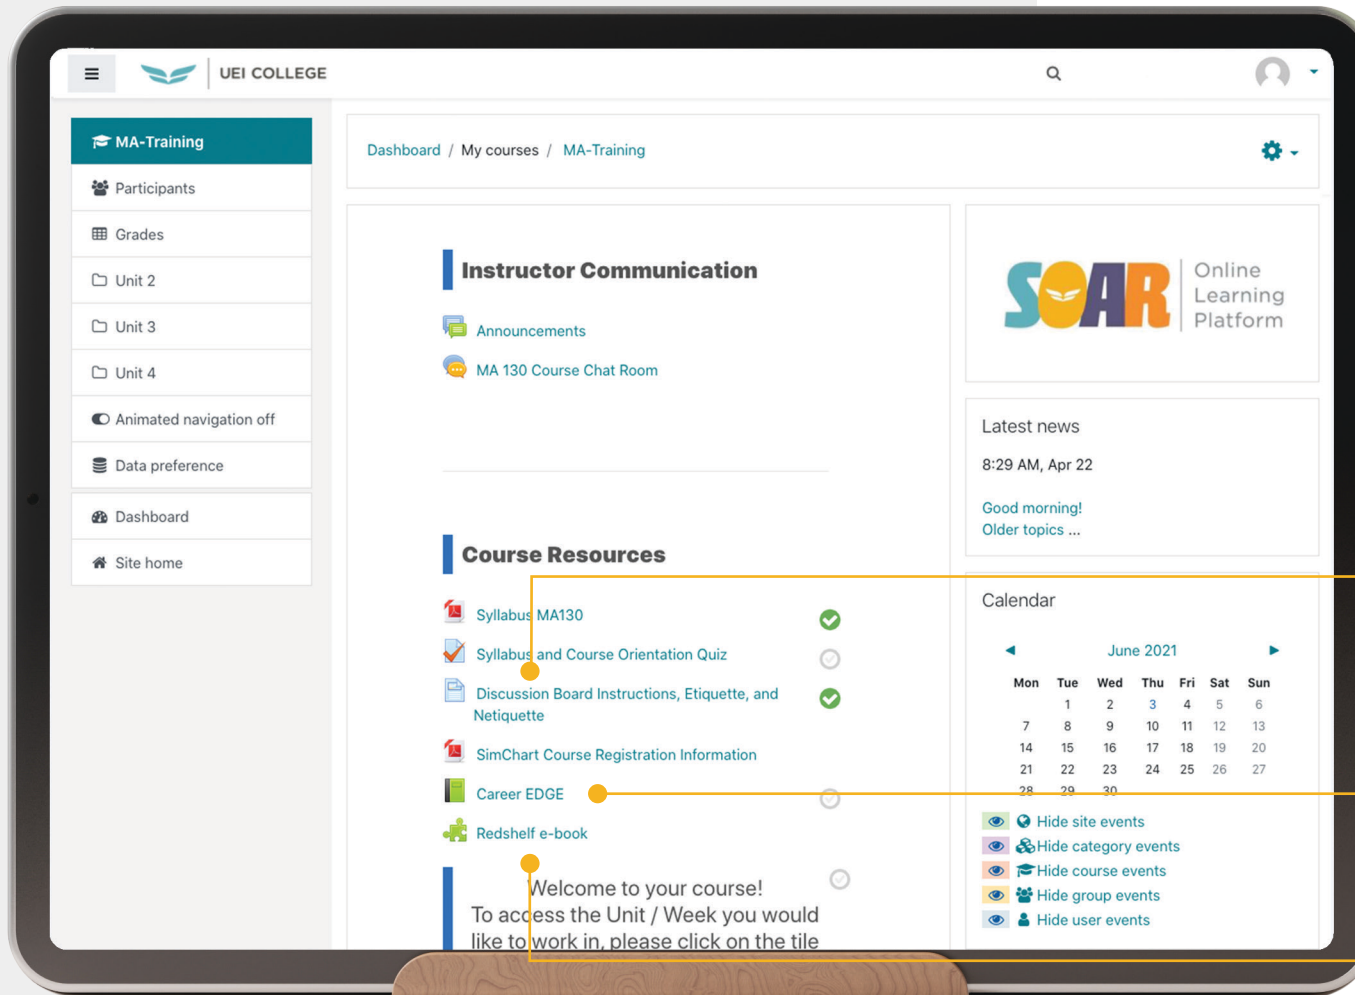 UEI COLLEGE
MA-Training
Participants
Grades
Unit 2
Unit 3
Unit 4
Animated navigation off
Data preference
Dashboard
Site home
Dashboard / My courses / MA-Training
Instructor Communication
Announcements
MA 130 Course Chat Room
Course Resources
Syllabus MA130
Syllabus and Course Orientation Quiz
Discussion Board Instructions, Etiquette, and
Netiquette
SimChart Course Registration Information
Career EDGE
Redshelf e-book
Welcome to your course!
To access the Unit / Week you would
like to work in, please click on the tile
SOAR
Online
Learning
Platform
Latest news
8:29 AM, Apr 22
Good morning!
Older topics ...
Calendar
◄ June 2021 ►
Mon Tue Wed Thu Fri Sat Sun
1 2 3 4 5 6
7 8 9 10 11 12 13
14 15 16 17 18 19 20
21 22 23 24 25 26 27
28 29 30
Hide site events
Hide category events
Hide course events
Hide group events
Hide user events